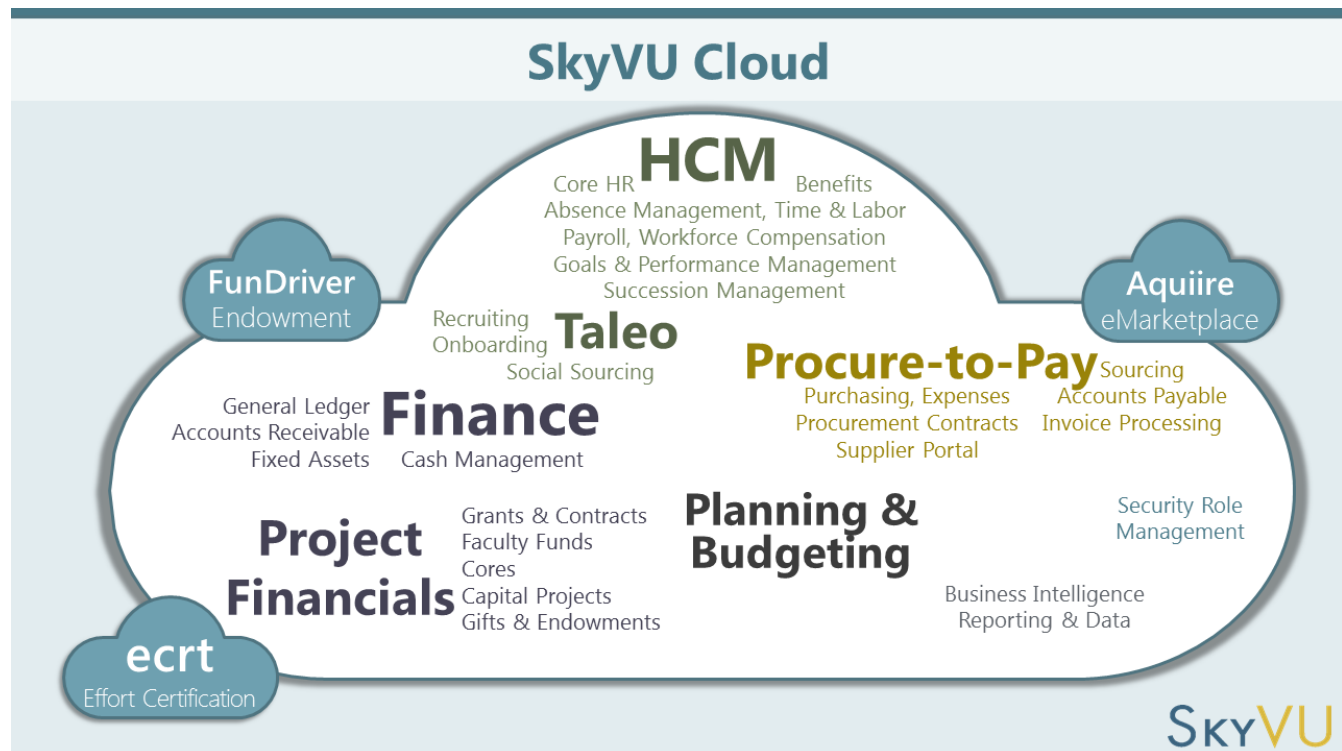 SkyVU Cloud
HCM
Core HR
Benefits
Absence Management, Time & Labor
Payroll, Workforce Compensation
Goals & Performance Management
Succession Management
FunDriver
Endowment
Aquiire
eMarketplace
Recruiting
Onboarding
Taleo
Social Sourcing
Procure-to-Pay
Sourcing
Purchasing, Expenses
Accounts Payable
Procurement Contracts
Invoice Processing
Supplier Portal
General Ledger
Accounts Receivable
Fixed Assets
Finance
Cash Management
Project
Financials
Grants & Contracts
Faculty Funds
Cores
Capital Projects
Gifts & Endowments
Planning &
Budgeting
Security Role
Management
Business Intelligence
Reporting & Data
ecrt
Effort Certification
SKYVU